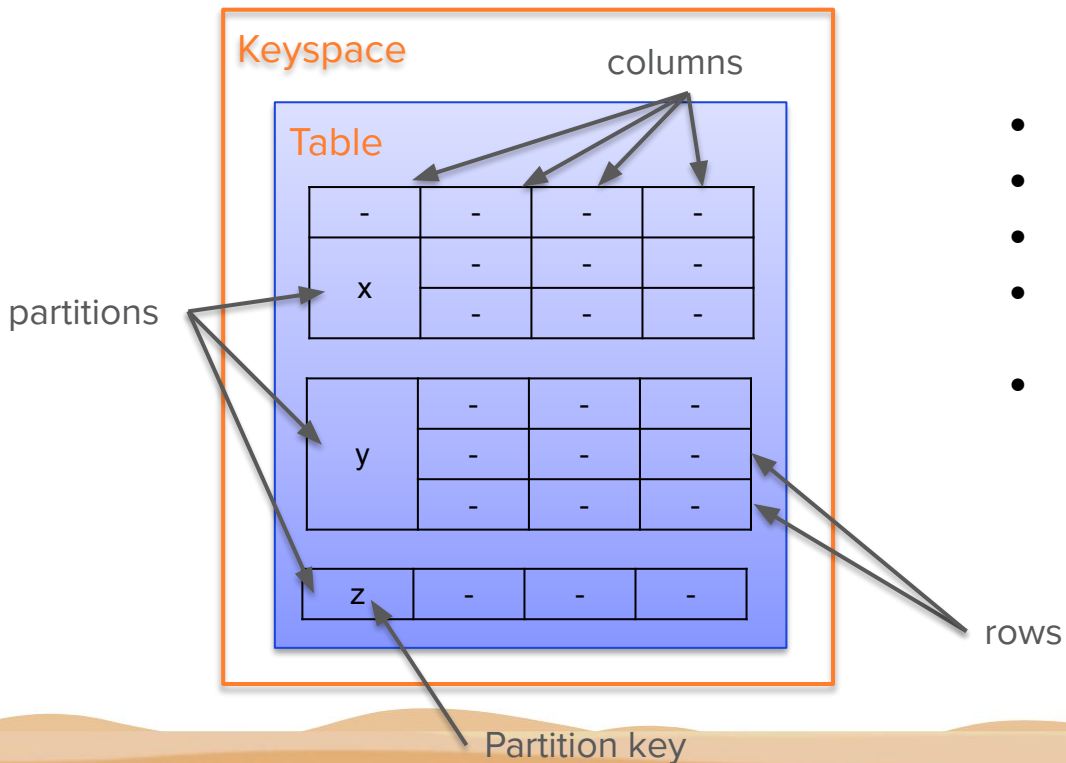 Keyspace
columns
Table
- - - -
x - - -
- - -
partitions
y - - -
- - -
- - -
z - - -
rows
Partition key